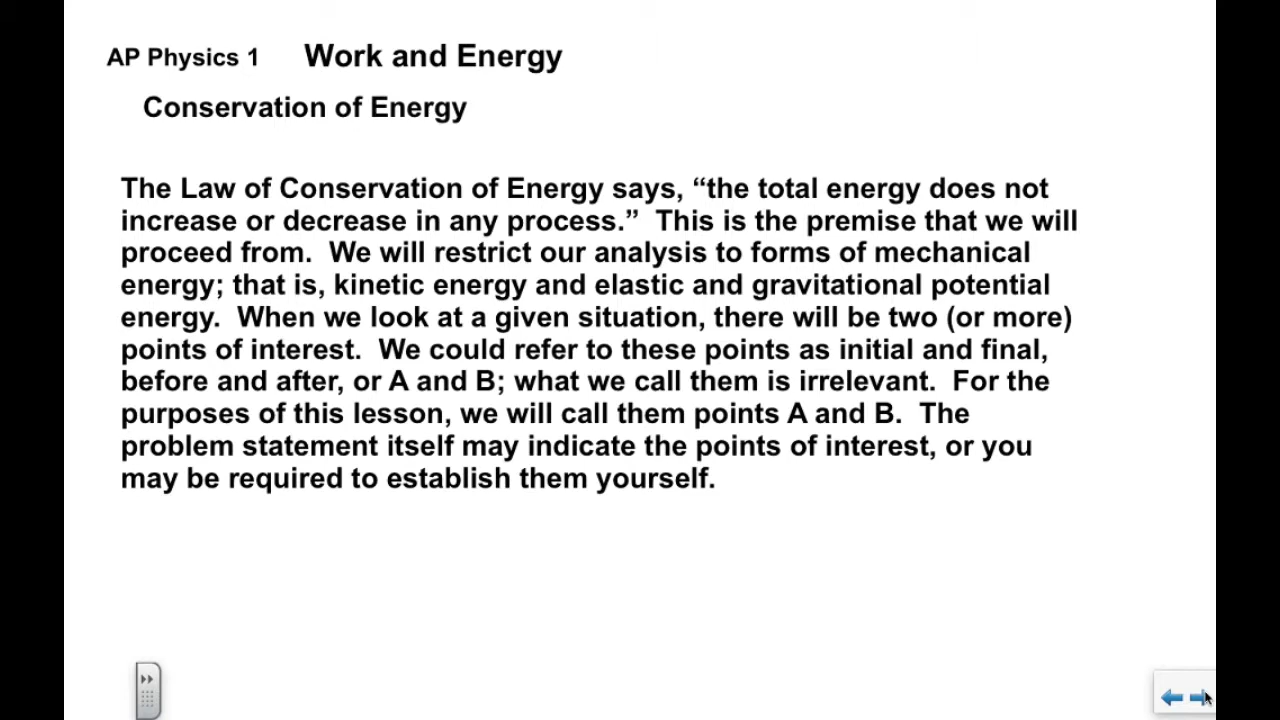 AP Physics 1 Work and Energy
Conservation of Energy
The Law of Conservation of Energy says, “the total energy does not
increase or decrease in any process.” This is the premise that we will
proceed from. We will restrict our analysis to forms of mechanical
energy; that is, kinetic energy and elastic and gravitational potential
energy. When we look at a given situation, there will be two (or more)
points of interest. We could refer to these points as initial and final,
before and after, or A and B; what we call them is irrelevant. For the
purposes of this lesson, we will call them points A and B. The
problem statement itself may indicate the points of interest, or you
may be required to establish them yourself.